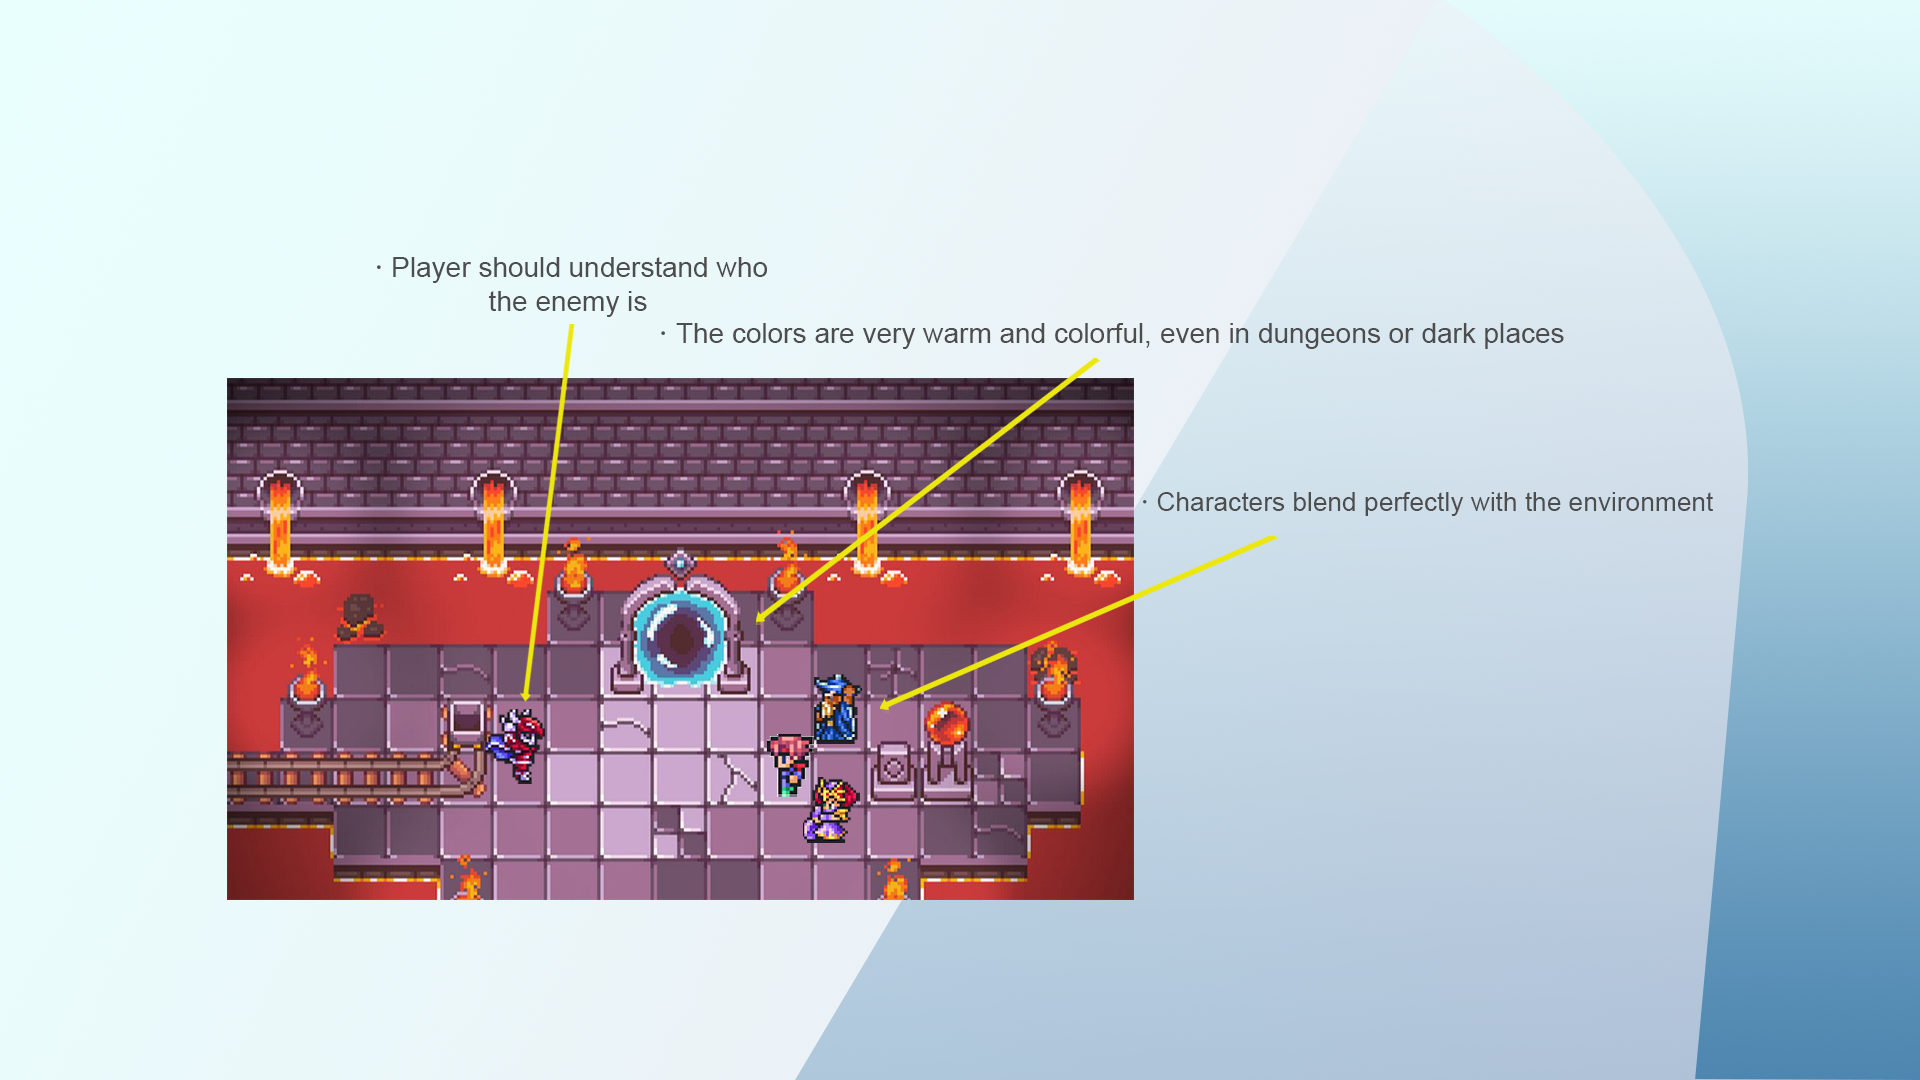 · Player should understand who
the enemy is
· The colors are very warm and colorful, even in dungeons or dark places
· Characters blend perfectly with the environment